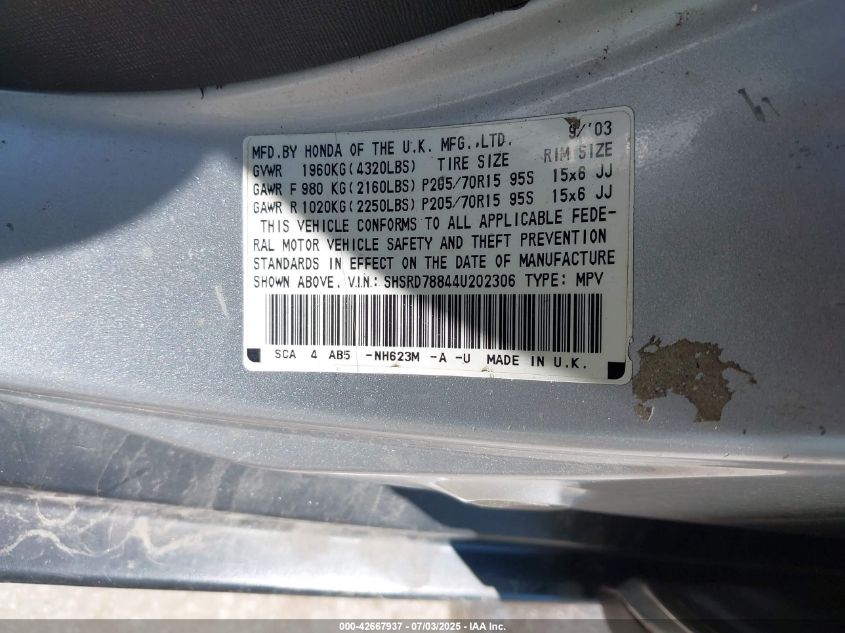 9/'03
MFD.BY HONDA OF THE U.K. MFG.,LTD.
GVWR 1960KG(4320LBS) TIRE SIZE RIM SIZE
GAWR F 980 KG(2160LBS) P205/70R15 95S 15x6 JJ
GAWR R 1020KG(2250LBS) P205/70R15 95S 15x6 JJ
THIS VEHICLE CONFORMS TO ALL APPLICABLE FEDE-
RAL MOTOR VEHICLE SAFETY AND THEFT PREVENTION
STANDARDS IN EFFECT ON THE DATE OF MANUFACTURE
SHOWN ABOVE. V.I.N.: SHSRD78844U202306 TYPE: MPV
SCA 4 AB5 -NH623M -A -U MADE IN U.K.
000-42667937 - 07/03/2025 - IAA Inc.